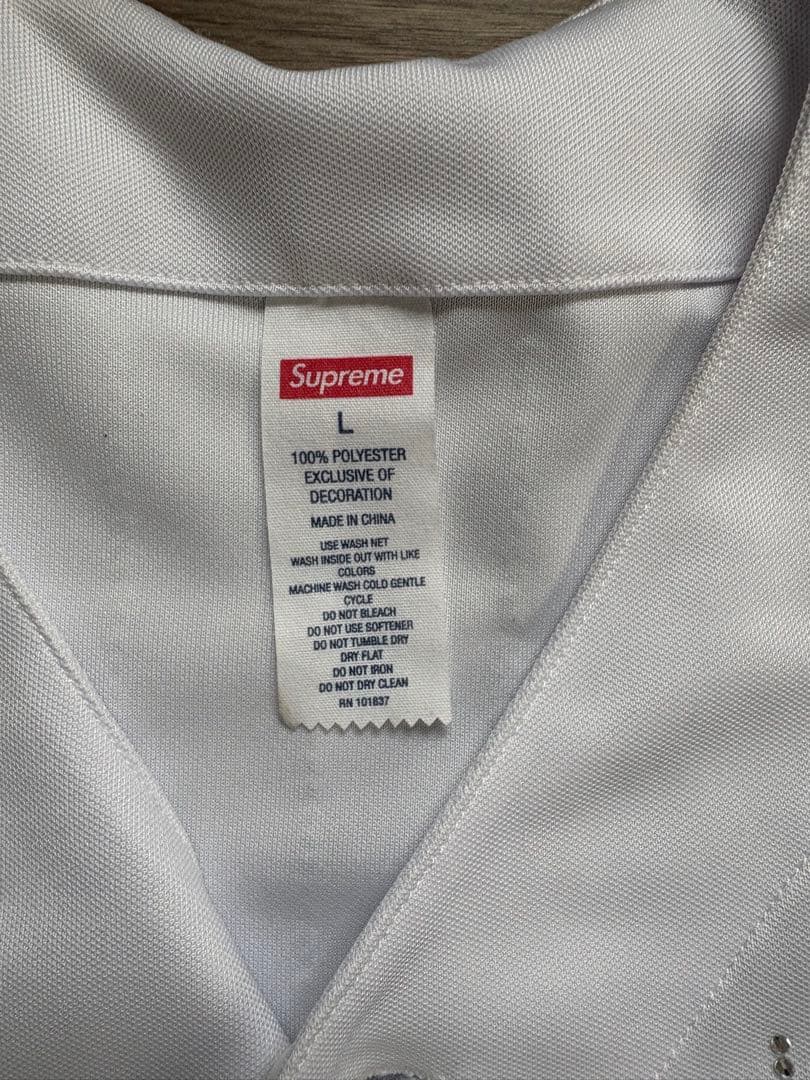 Supreme
L
100% POLYESTER
EXCLUSIVE OF
DECORATION
MADE IN CHINA
USE WASH NET
WASH INSIDE OUT WITH LIKE
COLORS
MACHINE WASH COLD GENTLE
CYCLE
DO NOT BLEACH
DO NOT USE SOFTENER
DO NOT TUMBLE DRY
DRY FLAT
DO NOT IRON
DO NOT DRY CLEAN
RN 101837